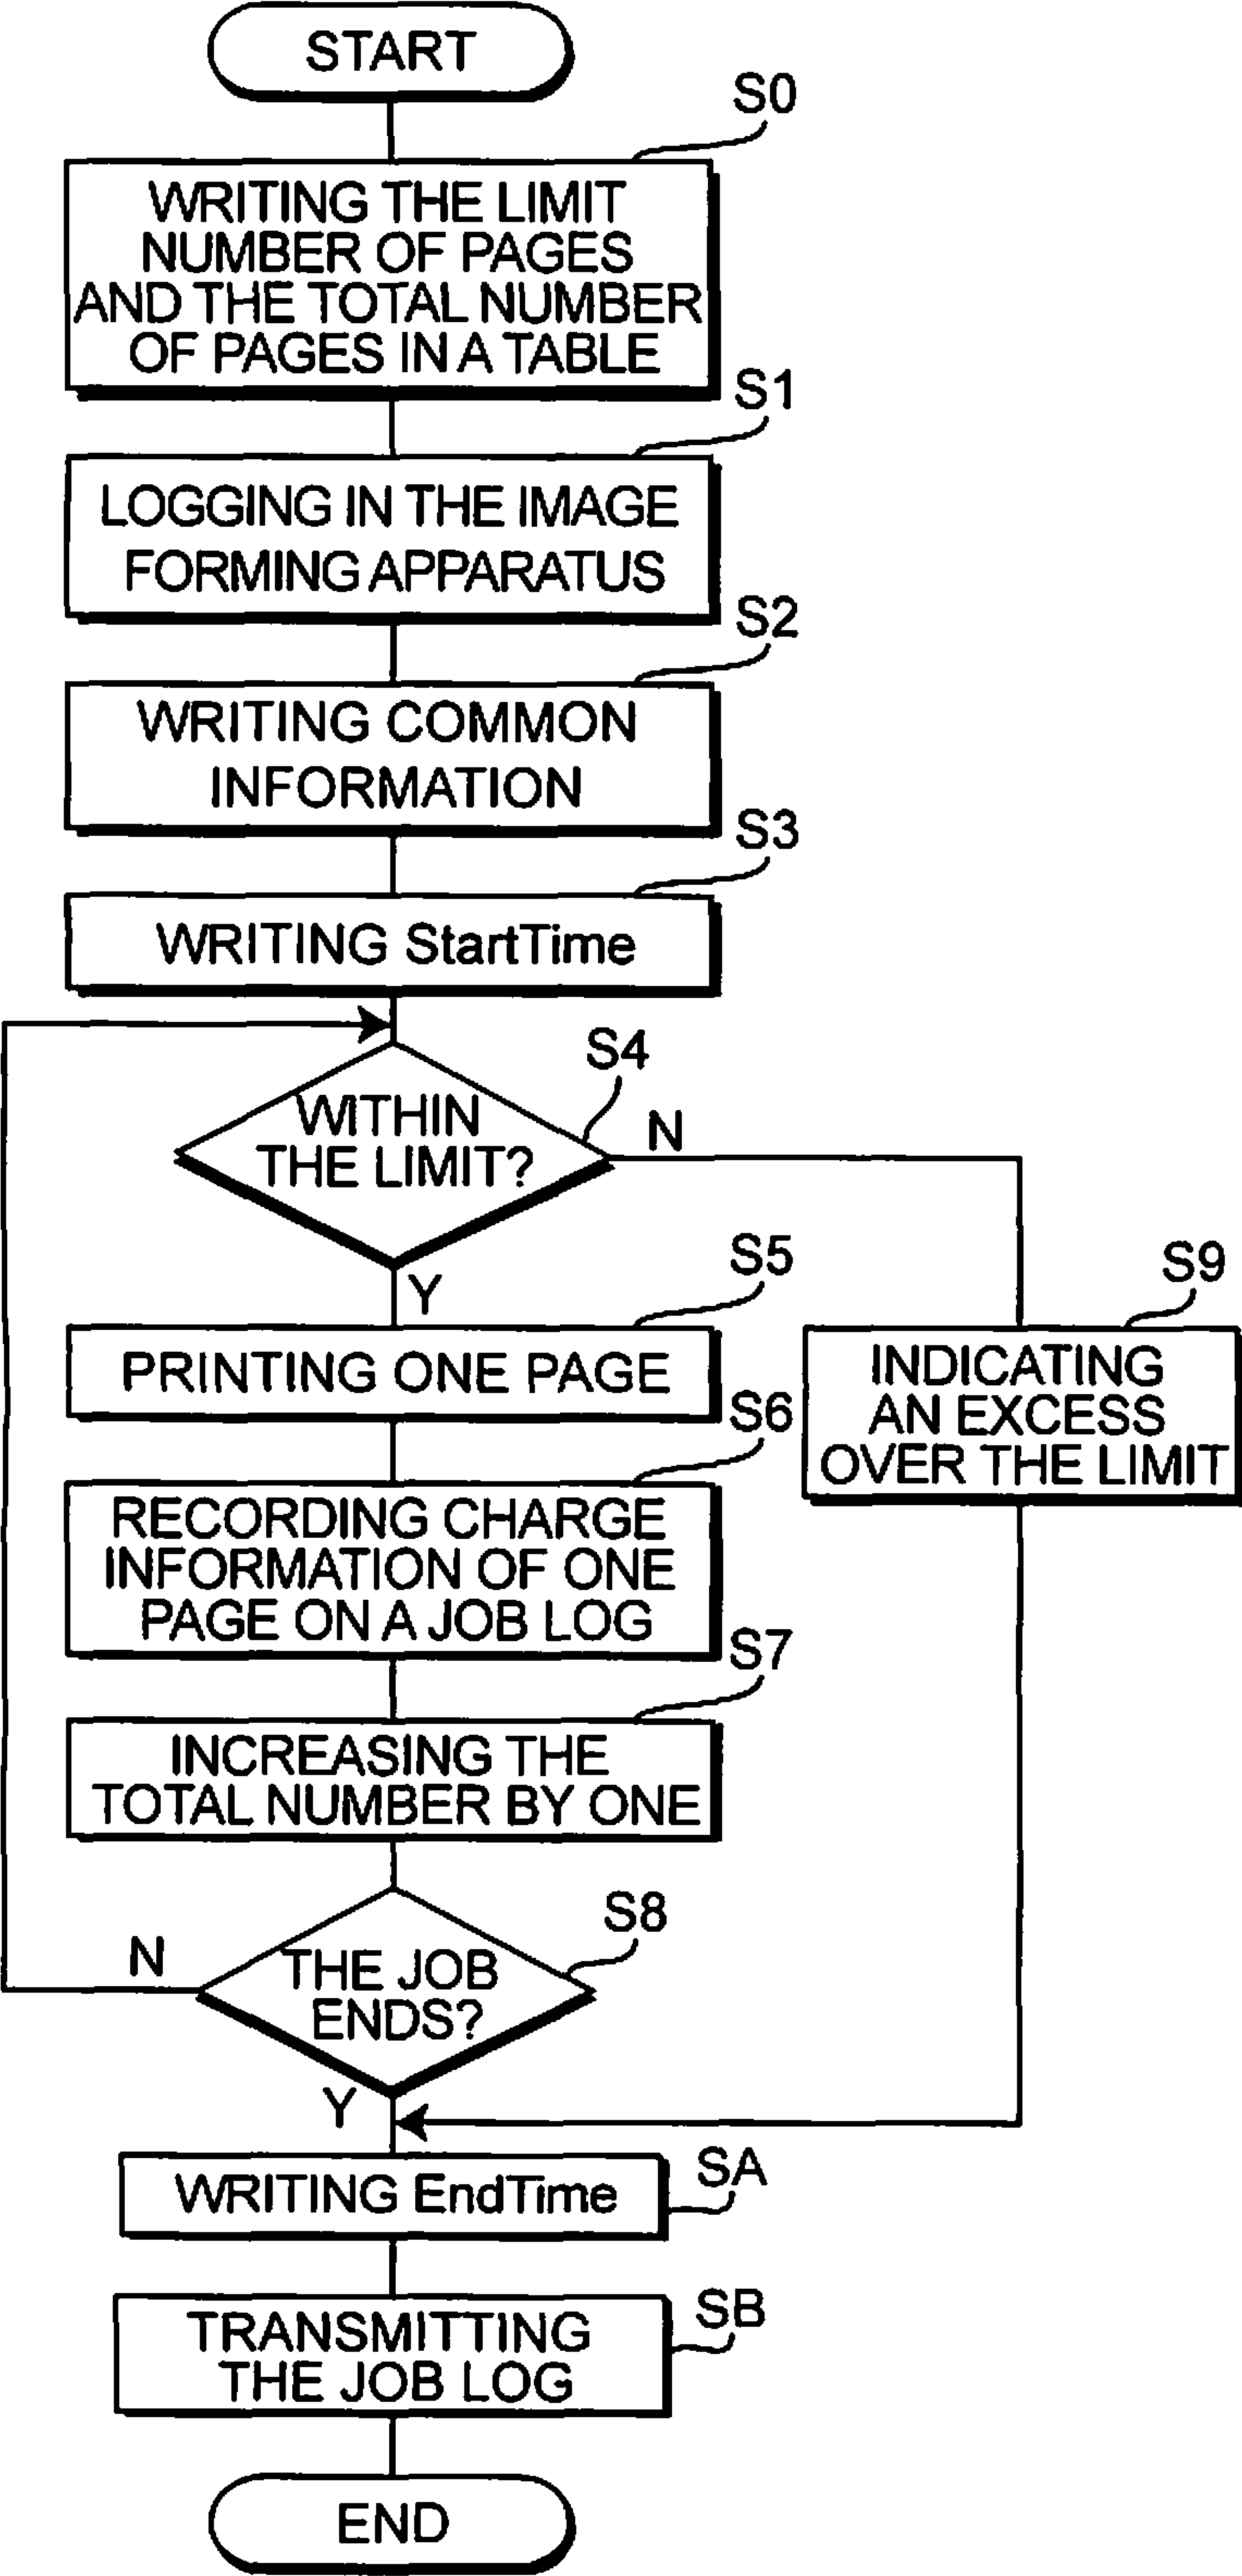 START
S0
WRITING THE LIMIT
NUMBER OF PAGES
AND THE TOTAL NUMBER
OF PAGES IN A TABLE
S1
LOGGING IN THE IMAGE
FORMING APPARATUS
S2
WRITING COMMON
INFORMATION
S3
WRITING StartTime
S4
WITHIN
THE LIMIT?
N
Y
S5
PRINTING ONE PAGE
S9
INDICATING
AN EXCESS
OVER THE LIMIT
S6
RECORDING CHARGE
INFORMATION OF ONE
PAGE ON A JOB LOG
S7
INCREASING THE
TOTAL NUMBER BY ONE
S8
THE JOB
ENDS?
N
Y
SA
WRITING EndTime
SB
TRANSMITTING
THE JOB LOG
END